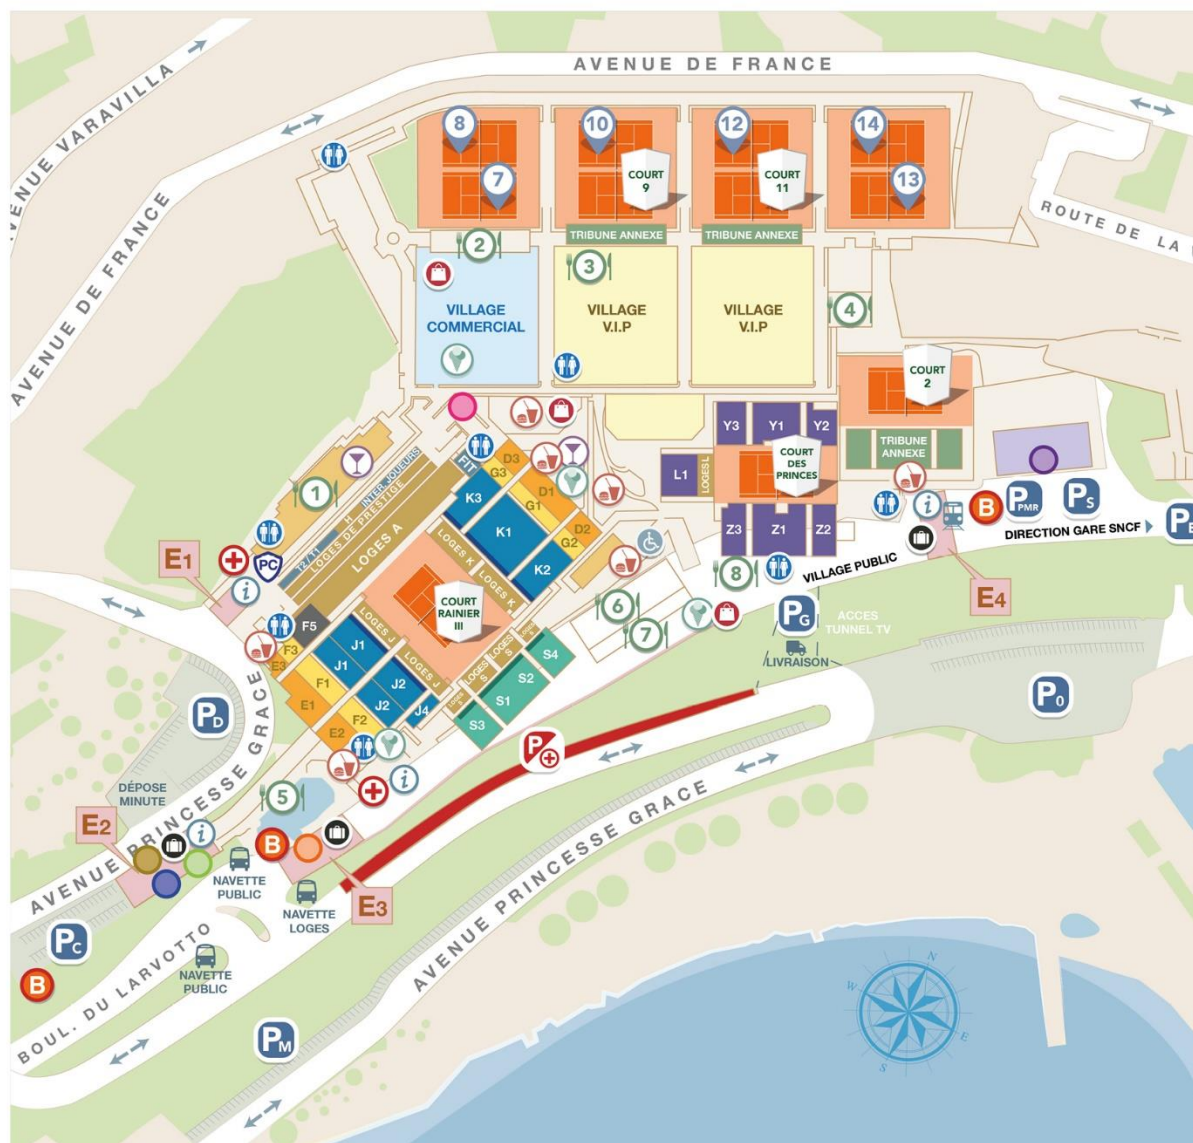 AVENUE DE FRANCE
AVENUE VARAVILLA
AVENUE DE FRANCE
8
10
12
14
7
COURT
9
COURT
11
13
ROUTE DE LA
TRIBUNE ANNEXE
TRIBUNE ANNEXE
2
3
4
VILLAGE
COMMERCIAL
VILLAGE
V.I.P
VILLAGE
V.I.P
COURT
2
TRIBUNE
ANNEXE
Y3
Y1
Y2
L1
LOGES L
COURT
DES
PRINCES
Z3
Z1
Z2
FIT
D3
G3
K3
D1
G1
K1
D2
G2
K2
H
INTER JOUEURS
LOGES DE PRESTIGE
T2 / T1
LOGES A
LOGES K
LOGES K
1
E1
PC
i
F5
COURT
RAINIER
III
LOGES J
LOGES J
F3
E3
J1
J1
F1
E1
J2
J2
F2
E2
J4
LOGES
S
LOGES
S
S4
S2
S1
S3
6
7
8
VILLAGE PUBLIC
i
B
P PMR
P S
DIRECTION GARE SNCF
E4
P G
ACCES
TUNNEL TV
LIVRAISON
P 0
P D
AVENUE PRINCESSE GRACE
P
i
DÉPOSE
MINUTE
5
E2
i
B
NAVETTE
PUBLIC
NAVETTE
LOGES
E3
P C
B
NAVETTE
PUBLIC
BOUL. DU LARVOTTO
AVENUE PRINCESSE GRACE
P M
N
W
E
S